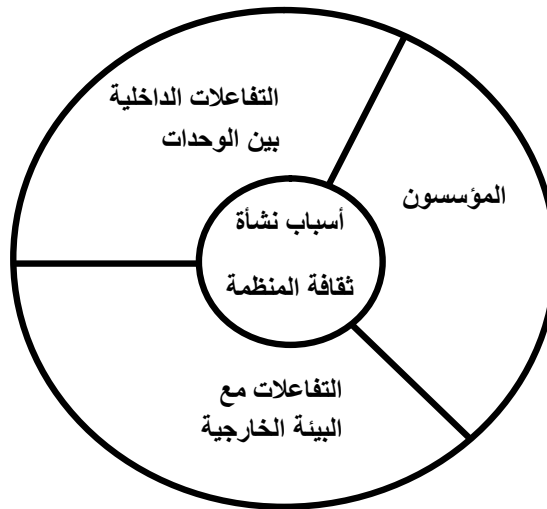 التفاعلات الداخلية
بين الوحدات
المؤسسون
أسباب نشأة
ثقافة المنظمة
التفاعلات مع
البيئة الخارجية